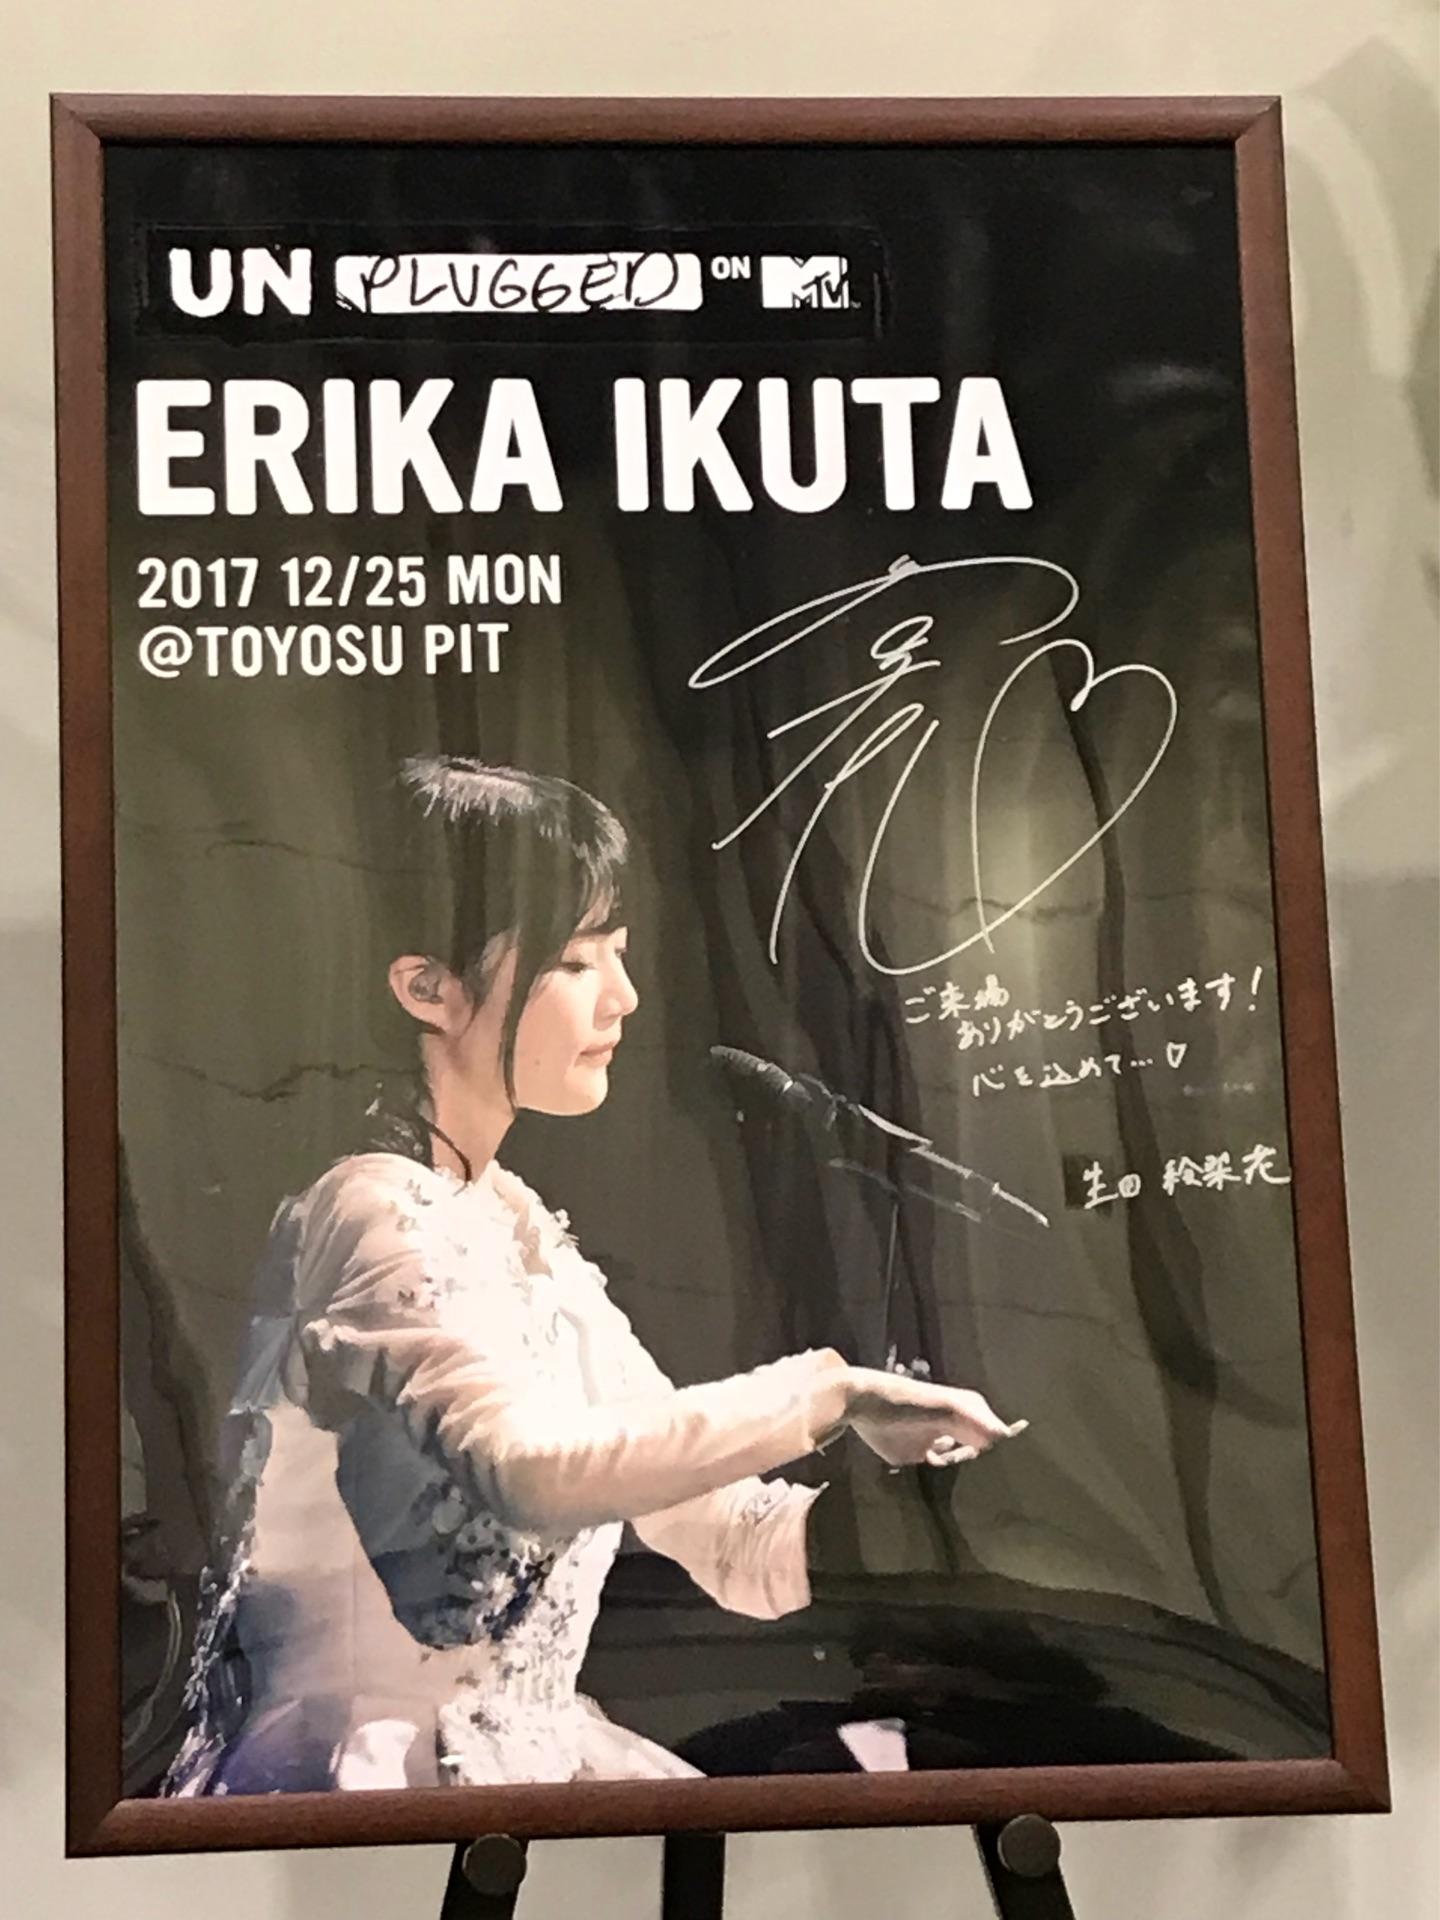 UN PLUGGED ON MTV
ERIKA IKUTA
2017 12/25 MON
@TOYOSU PIT
ご来場
ありがとうございます!
心を込めて...♡
生田 絵梨花